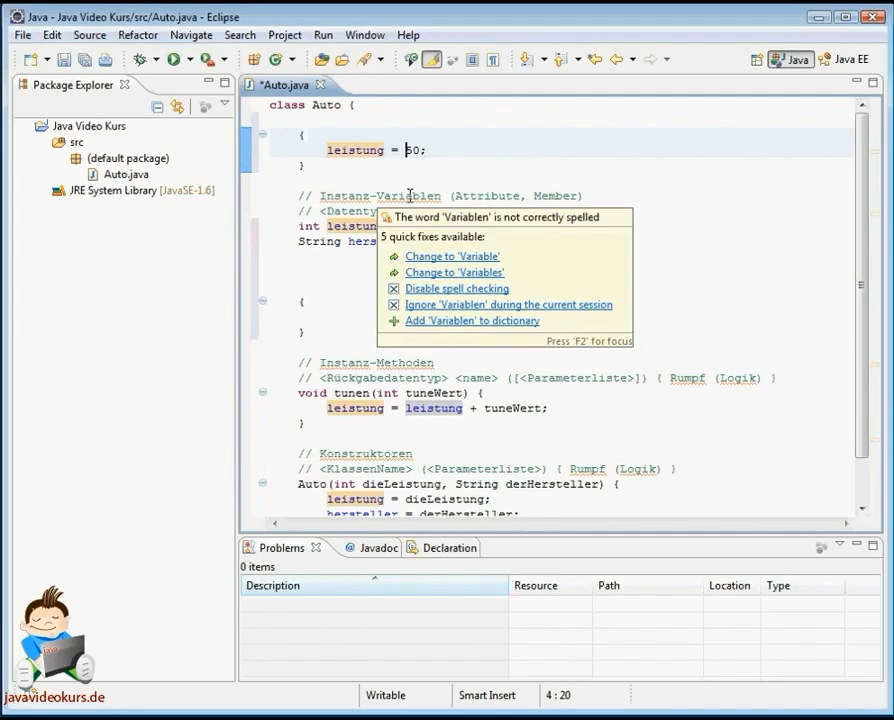 Java - Java Video Kurs/src/Auto.java - Eclipse
File Edit Source Refactor Navigate Search Project Run Window Help
Java Java EE
Package Explorer
*Auto.java
Java Video Kurs
src
(default package)
Auto.java
JRE System Library [JavaSE-1.6]
class Auto {
{
leistung = 60;
}
// Instanz-Variablen (Attribute, Member)
// <Datenty
int leistun
String hers
The word 'Variablen' is not correctly spelled
5 quick fixes available:
Change to 'Variable'
Change to 'Variables'
Disable spell checking
Ignore 'Variablen' during the current session
Add 'Variablen' to dictionary
Press 'F2' for focus
{
}
// Instanz-Methoden
// <Rückgabedatentyp> <name> ([<Parameterliste>]) { Rumpf (Logik) }
void tunen(int tuneWert) {
leistung = leistung + tuneWert;
}
// Konstruktoren
// <KlassenName> (<Parameterliste>) { Rumpf (Logik) }
Auto(int dieLeistung, String derHersteller) {
leistung = dieLeistung;
hersteller = derHersteller;
Problems Javadoc Declaration
0 items
Description Resource Path Location Type
javavideokurs.de
Writable Smart Insert 4 : 20